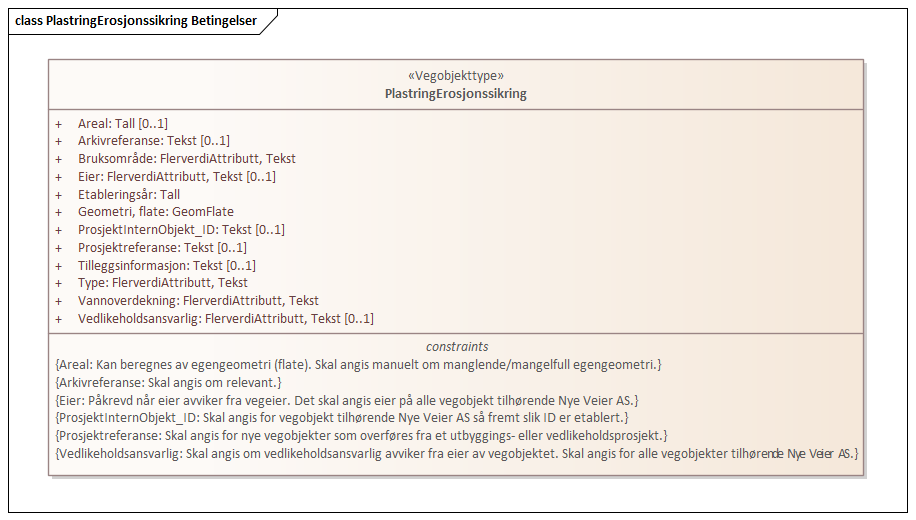 class PlastringErosjonssikring Betingelser
«Vegobjekttype»
PlastringErosjonssikring
+ Areal: Tall [0..1]
+ Arkivreferanse: Tekst [0..1]
+ Bruksområde: FlerverdiAttributt, Tekst
+ Eier: FlerverdiAttributt, Tekst [0..1]
+ Etableringsår: Tall
+ Geometri, flate: GeomFlate
+ ProsjektInternObjekt_ID: Tekst [0..1]
+ Prosjektreferanse: Tekst [0..1]
+ Tilleggsinformasjon: Tekst [0..1]
+ Type: FlerverdiAttributt, Tekst
+ Vannoverdekning: FlerverdiAttributt, Tekst
+ Vedlikeholdsansvarlig: FlerverdiAttributt, Tekst [0..1]
constraints
{Areal: Kan beregnes av egengeometri (flate). Skal angis manuelt om manglende/mangelfull egengeometri.}
{Arkivreferanse: Skal angis om relevant.}
{Eier: Påkrevd når eier avviker fra vegeier. Det skal angis eier på alle vegobjekt tilhørende Nye Veier AS.}
{ProsjektInternObjekt_ID: Skal angis for vegobjekt tilhørende Nye Veier AS så fremt slik ID er etablert.}
{Prosjektreferanse: Skal angis for nye vegobjekter som overføres fra et utbyggings- eller vedlikeholdsprosjekt.}
{Vedlikeholdsansvarlig: Skal angis om vedlikeholdsansvarlig avviker fra eier av vegobjektet. Skal angis for alle vegobjekter tilhørende Nye Veier AS.}